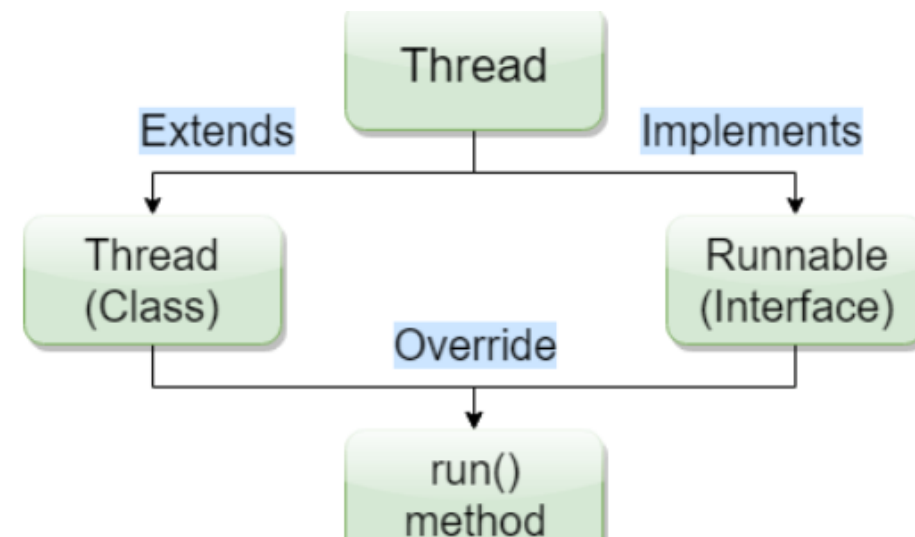 Thread
Extends
Implements
Thread
(Class)
Runnable
(Interface)
Override
run()
method